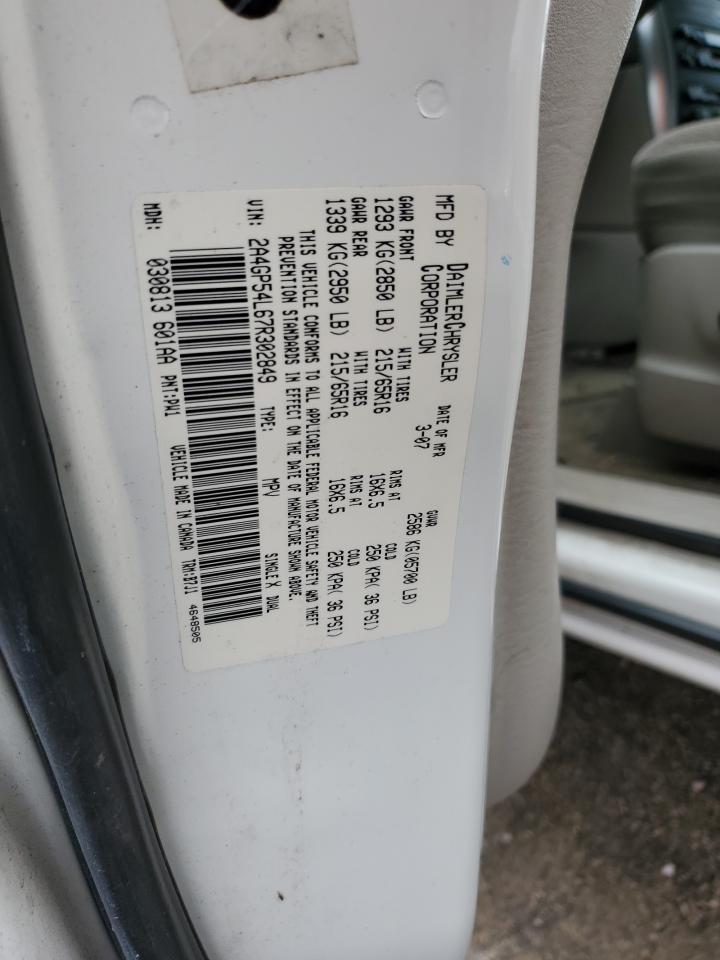 MFD BY DAIMLERCHRYSLER CORPORATION
DATE OF MFR 3-07
GVWR 2586 KG(05700 LB)
GAWR FRONT WITH TIRES RIMS AT COLD
1293 KG(2850 LB) 215/65R16 16X6.5 250 KPA( 36 PSI)
GAWR REAR WITH TIRES RIMS AT COLD
1339 KG(2950 LB) 215/65R16 16X6.5 250 KPA( 36 PSI)
THIS VEHICLE CONFORMS TO ALL APPLICABLE FEDERAL MOTOR VEHICLE SAFETY AND THEFT
PREVENTION STANDARDS IN EFFECT ON THE DATE OF MANUFACTURE SHOWN ABOVE.
VIN: 2A4GP54L67R302849 TYPE: MPV SINGLE X DUAL
MDH: 030813 601AA PNT:PW1 VEHICLE MADE IN CANADA TRM:B7J1 4648505